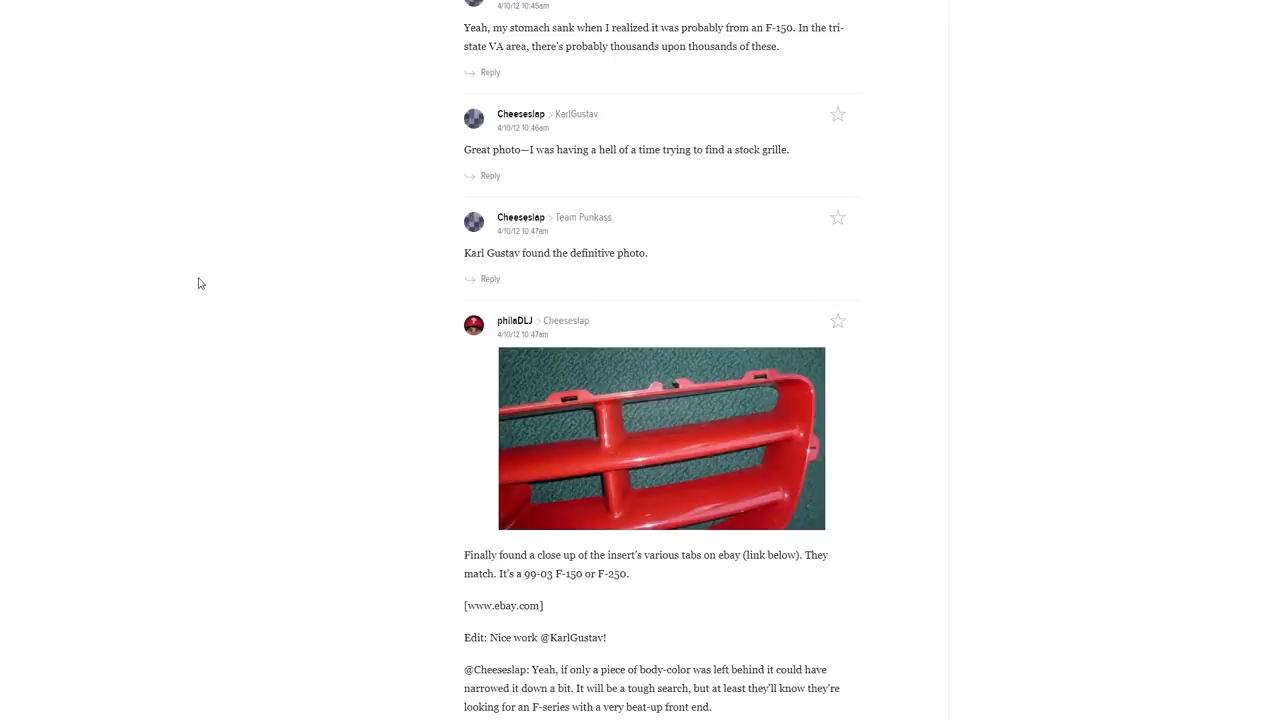 4/10/12 10:45am
Yeah, my stomach sank when I realized it was probably from an F-150. In the tri-
state VA area, there's probably thousands upon thousands of these.
Reply
Cheeseslap > KarlGustav
4/10/12 10:46am
Great photo—I was having a hell of a time trying to find a stock grille.
Reply
Cheeseslap > Team Punkass
4/10/12 10:47am
Karl Gustav found the definitive photo.
Reply
philaDLJ > Cheeseslap
4/10/12 10:47am
Finally found a close up of the insert's various tabs on ebay (link below). They
match. It's a 99-03 F-150 or F-250.
[www.ebay.com]
Edit: Nice work @KarlGustav!
@Cheeseslap: Yeah, if only a piece of body-color was left behind it could have
narrowed it down a bit. It will be a tough search, but at least they'll know they're
looking for an F-series with a very beat-up front end.